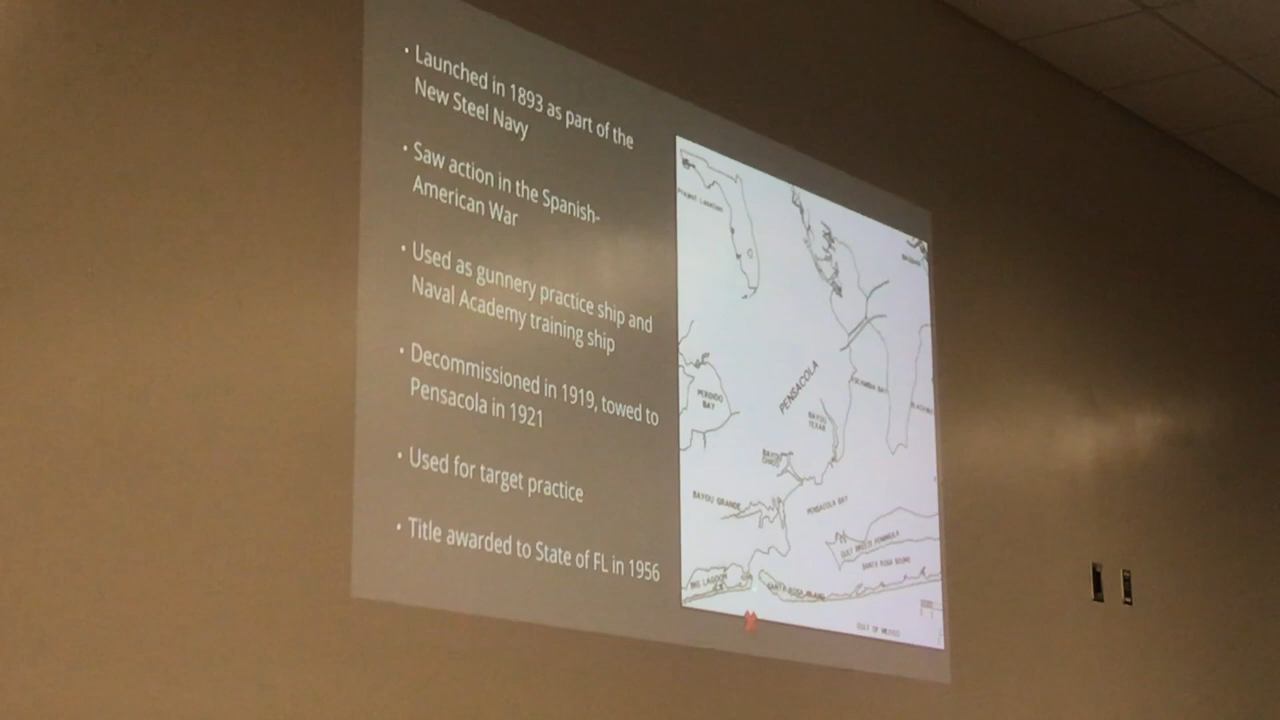 • Launched in 1893 as part of the
New Steel Navy
• Saw action in the Spanish-
American War
• Used as gunnery practice ship and
Naval Academy training ship
• Decommissioned in 1919, towed to
Pensacola in 1921
• Used for target practice
• Title awarded to State of FL in 1956
Project Location
PENSACOLA
PERDIDO
BAY
BAYOU
TEXAR
BAYOU GRANDE
PENSACOLA BAY
GULF BREEZE PENINSULA
SANTA ROSA SOUND
BIG LAGOON
SANTA ROSA ISLAND
GULF OF MEXICO